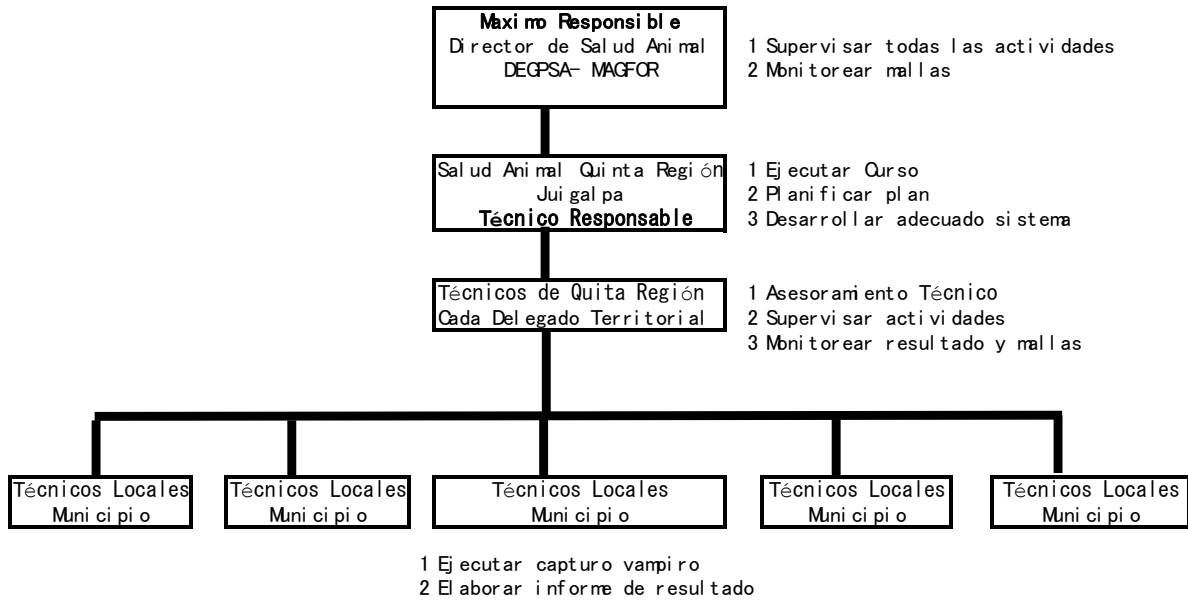 Maximo Responsible
Director de Salud Animal
DEGPSA- MAGFOR
1 Supervisar todas las actividades
2 Monitorear mallas
Salud Animal Quinta Región
Juigalpa
Técnico Responsable
1 Ejecutar Curso
2 Planificar plan
3 Desarrollar adecuado sistema
Técnicos de Quita Región
Cada Delegado Territorial
1 Asesoramiento Técnico
2 Supervisar actividades
3 Monitorear resultado y mallas
Técnicos Locales
Municipio
Técnicos Locales
Municipio
Técnicos Locales
Municipio
Técnicos Locales
Municipio
Técnicos Locales
Municipio
1 Ejecutar capturo vampiro
2 Elaborar informe de resultado